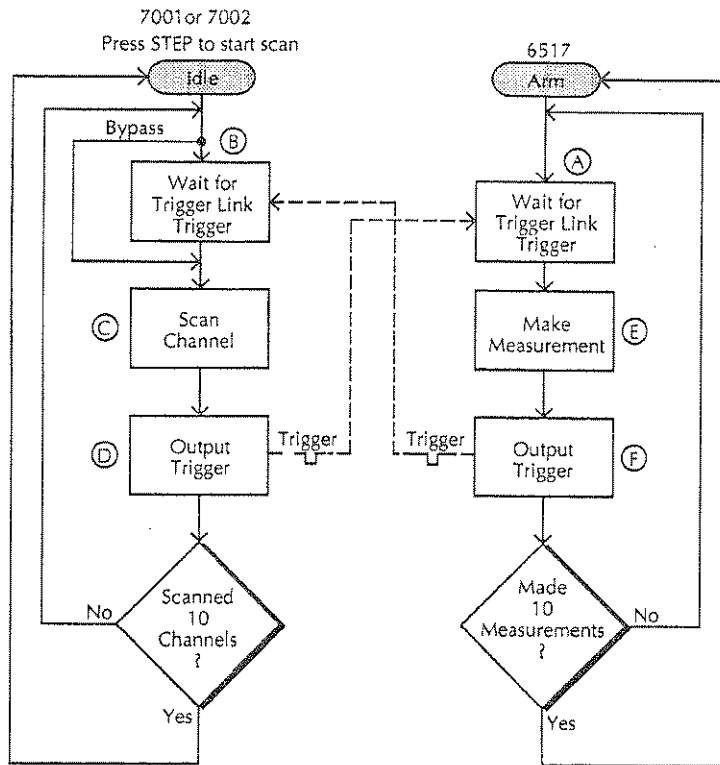 7001 or 7002
Press STEP to start scan
Idle
Bypass
B
Wait for
Trigger Link
Trigger
C
Scan
Channel
D
Output
Trigger
Trigger
Scanned
10
Channels
?
No
Yes
6517
Arm
A
Wait for
Trigger Link
Trigger
Make
Measurement
E
Trigger
Output
Trigger
F
Made
10
Measurements
?
No
Yes